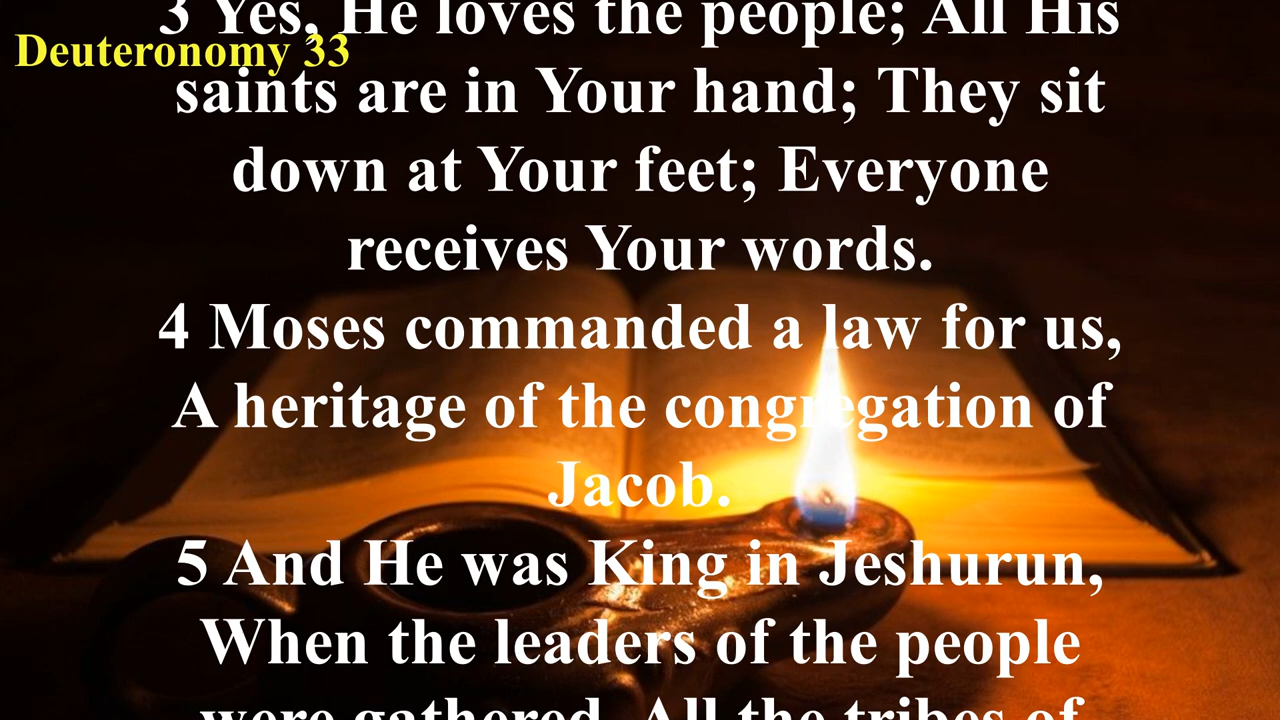 Deuteronomy 33
3 Yes, He loves the people; All His
saints are in Your hand; They sit
down at Your feet; Everyone
receives Your words.
4 Moses commanded a law for us,
A heritage of the congregation of
Jacob.
5 And He was King in Jeshurun,
When the leaders of the people
were gathered, All the tribes of